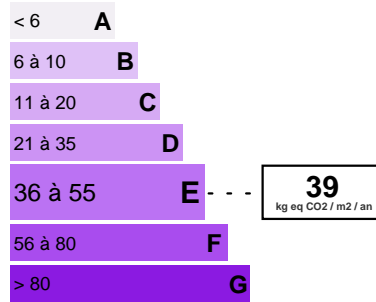 < 6 A
6 à 10 B
11 à 20 C
21 à 35 D
36 à 55 E
39
kg eq CO2 / m2 / an
56 à 80 F
> 80 G